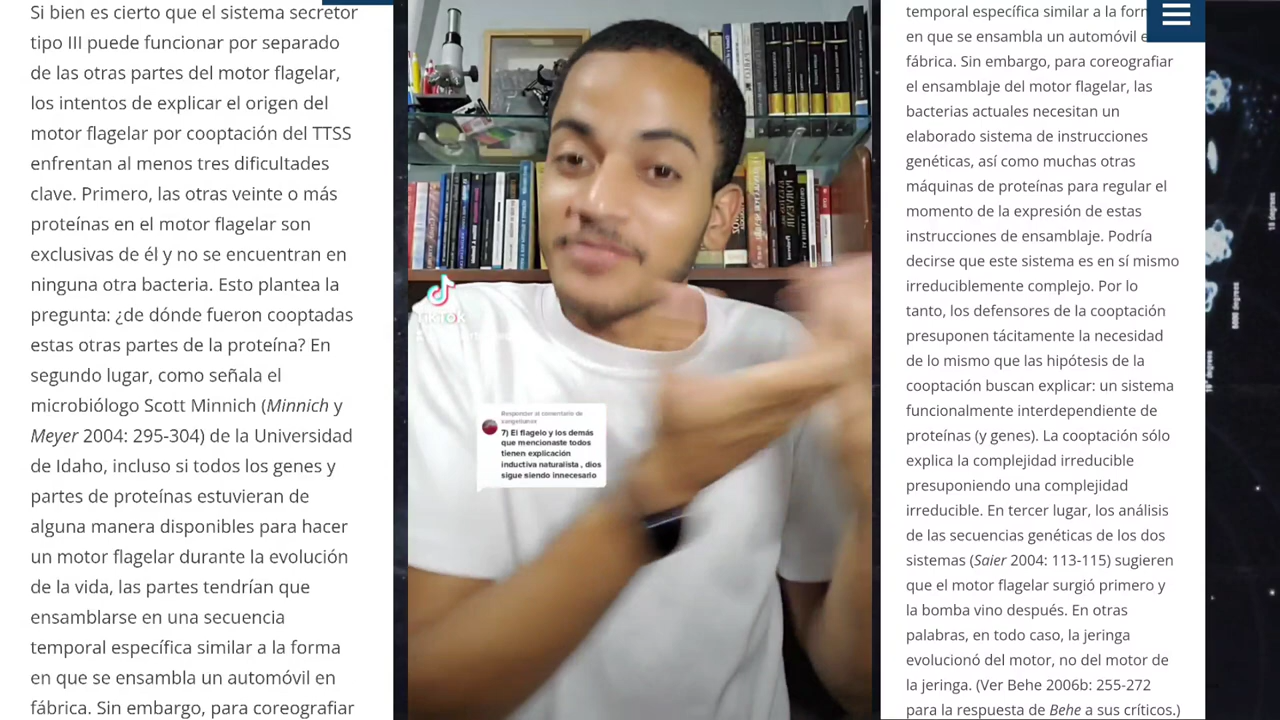 Si bien es cierto que el sistema secretor
tipo III puede funcionar por separado
de las otras partes del motor flagelar,
los intentos de explicar el origen del
motor flagelar por cooptación del TTSS
enfrentan al menos tres dificultades
clave. Primero, las otras veinte o más
proteínas en el motor flagelar son
exclusivas de él y no se encuentran en
ninguna otra bacteria. Esto plantea la
pregunta: ¿de dónde fueron cooptadas
estas otras partes de la proteína? En
segundo lugar, como señala el
microbiólogo Scott Minnich (Minnich y
Meyer 2004: 295-304) de la Universidad
de Idaho, incluso si todos los genes y
partes de proteínas estuvieran de
alguna manera disponibles para hacer
un motor flagelar durante la evolución
de la vida, las partes tendrían que
ensamblarse en una secuencia
temporal específica similar a la forma
en que se ensambla un automóvil en
fábrica. Sin embargo, para coreografiar
TikTok
Responder al comentario de
7) El flagelo y los demás
que mencionaste todos
tienen explicación
inductiva naturalista , dios
sigue siendo innecesario
temporal específica similar a la
en que se ensambla un automóvil
fábrica. Sin embargo, para coreografiar
el ensamblaje del motor flagelar, las
bacterias actuales necesitan un
elaborado sistema de instrucciones
genéticas, así como muchas otras
máquinas de proteínas para regular el
momento de la expresión de estas
instrucciones de ensamblaje. Podría
decirse que este sistema es en sí mismo
irreduciblemente complejo. Por lo
tanto, los defensores de la cooptación
presuponen tácitamente la necesidad
de lo mismo que las hipótesis de la
cooptación buscan explicar: un sistema
funcionalmente interdependiente de
proteínas (y genes). La cooptación sólo
explica la complejidad irreducible
presuponiendo una complejidad
irreducible. En tercer lugar, los análisis
de las secuencias genéticas de los dos
sistemas (Saier 2004: 113-115) sugieren
que el motor flagelar surgió primero y
la bomba vino después. En otras
palabras, en todo caso, la jeringa
evolucionó del motor, no del motor de
la jeringa. (Ver Behe 2006b: 255-272
para la respuesta de Behe a sus críticos.)